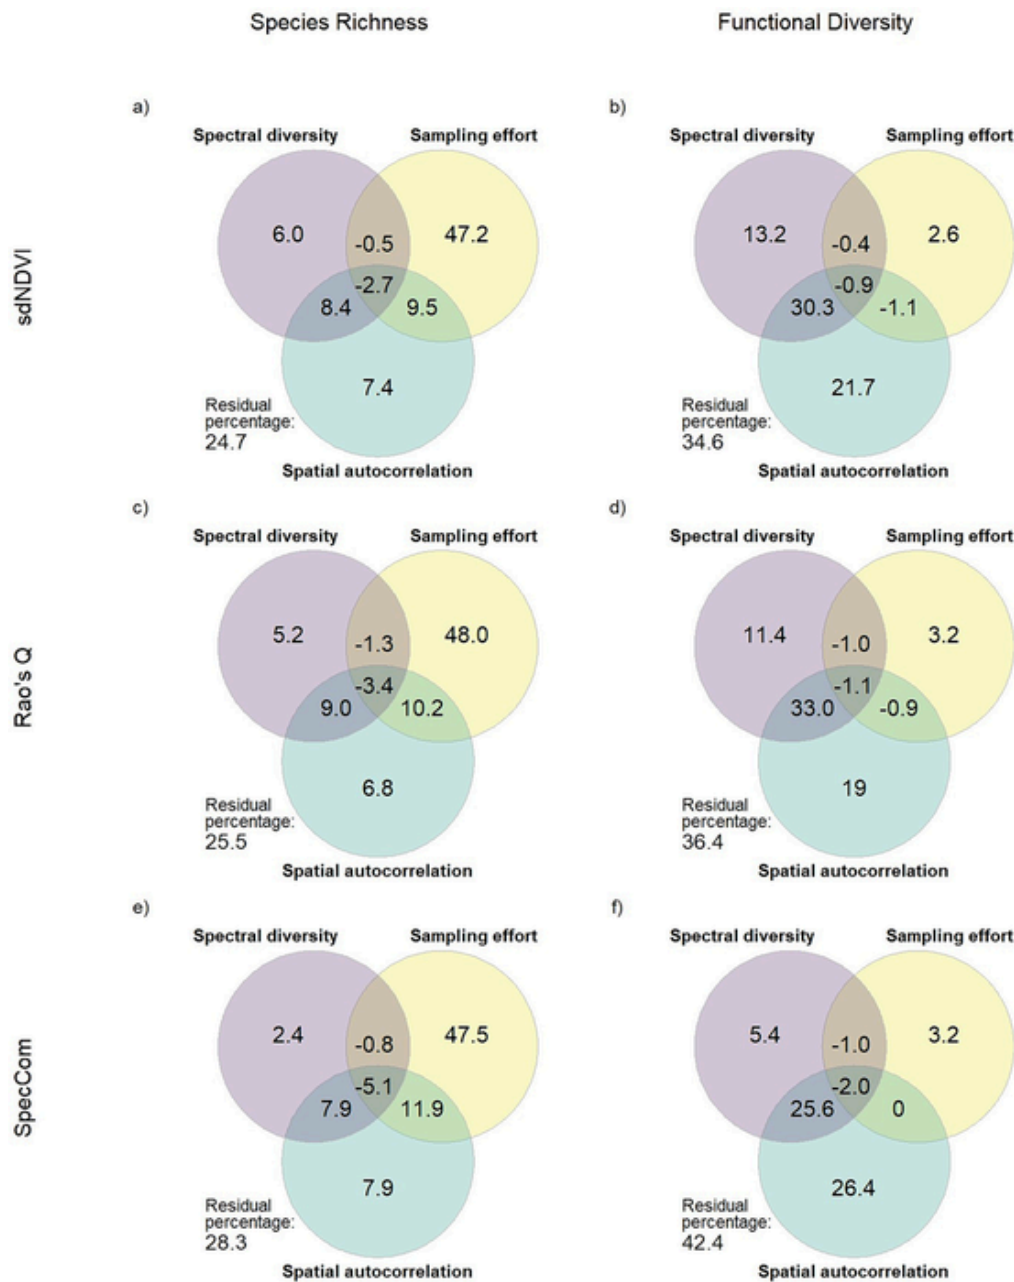 Species Richness
Functional Diversity
sdNDVI
a)
Spectral diversity
Sampling effort
6.0
-0.5
47.2
-2.7
8.4
9.5
7.4
Residual
percentage:
24.7
Spatial autocorrelation
b)
Spectral diversity
Sampling effort
13.2
-0.4
2.6
-0.9
30.3
-1.1
21.7
Residual
percentage:
34.6
Spatial autocorrelation
Rao's Q
c)
Spectral diversity
Sampling effort
5.2
-1.3
48.0
-3.4
9.0
10.2
6.8
Residual
percentage:
25.5
Spatial autocorrelation
d)
Spectral diversity
Sampling effort
11.4
-1.0
3.2
-1.1
33.0
-0.9
19
Residual
percentage:
36.4
Spatial autocorrelation
SpecCom
e)
Spectral diversity
Sampling effort
2.4
-0.8
47.5
-5.1
7.9
11.9
7.9
Residual
percentage:
28.3
Spatial autocorrelation
f)
Spectral diversity
Sampling effort
5.4
-1.0
3.2
-2.0
25.6
0
26.4
Residual
percentage:
42.4
Spatial autocorrelation